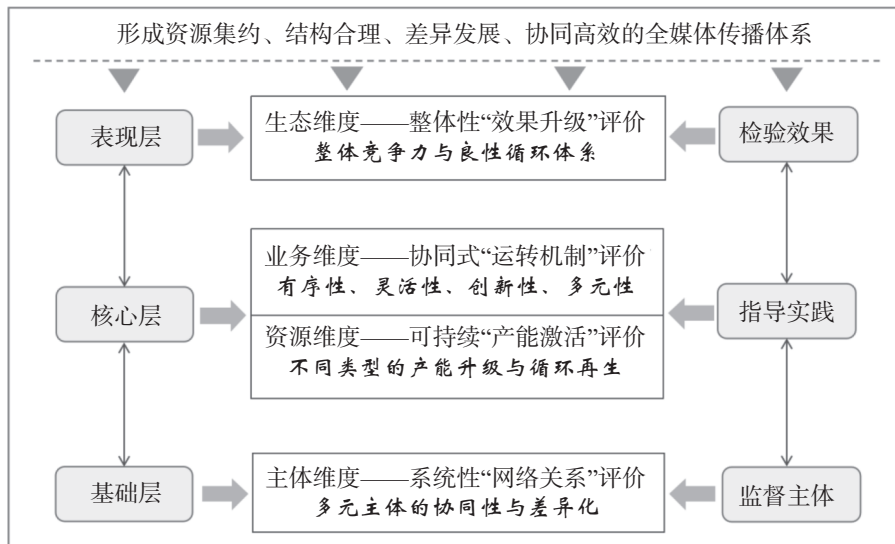 形成资源集约、结构合理、差异发展、协同高效的全媒体传播体系
表现层
生态维度——整体性“效果升级”评价
整体竞争力与良性循环体系
检验效果
业务维度——协同式“运转机制”评价
有序性、灵活性、创新性、多元性
核心层
指导实践
资源维度——可持续“产能激活”评价
不同类型的产能升级与循环再生
基础层
主体维度——系统性“网络关系”评价
多元主体的协同性与差异化
监督主体